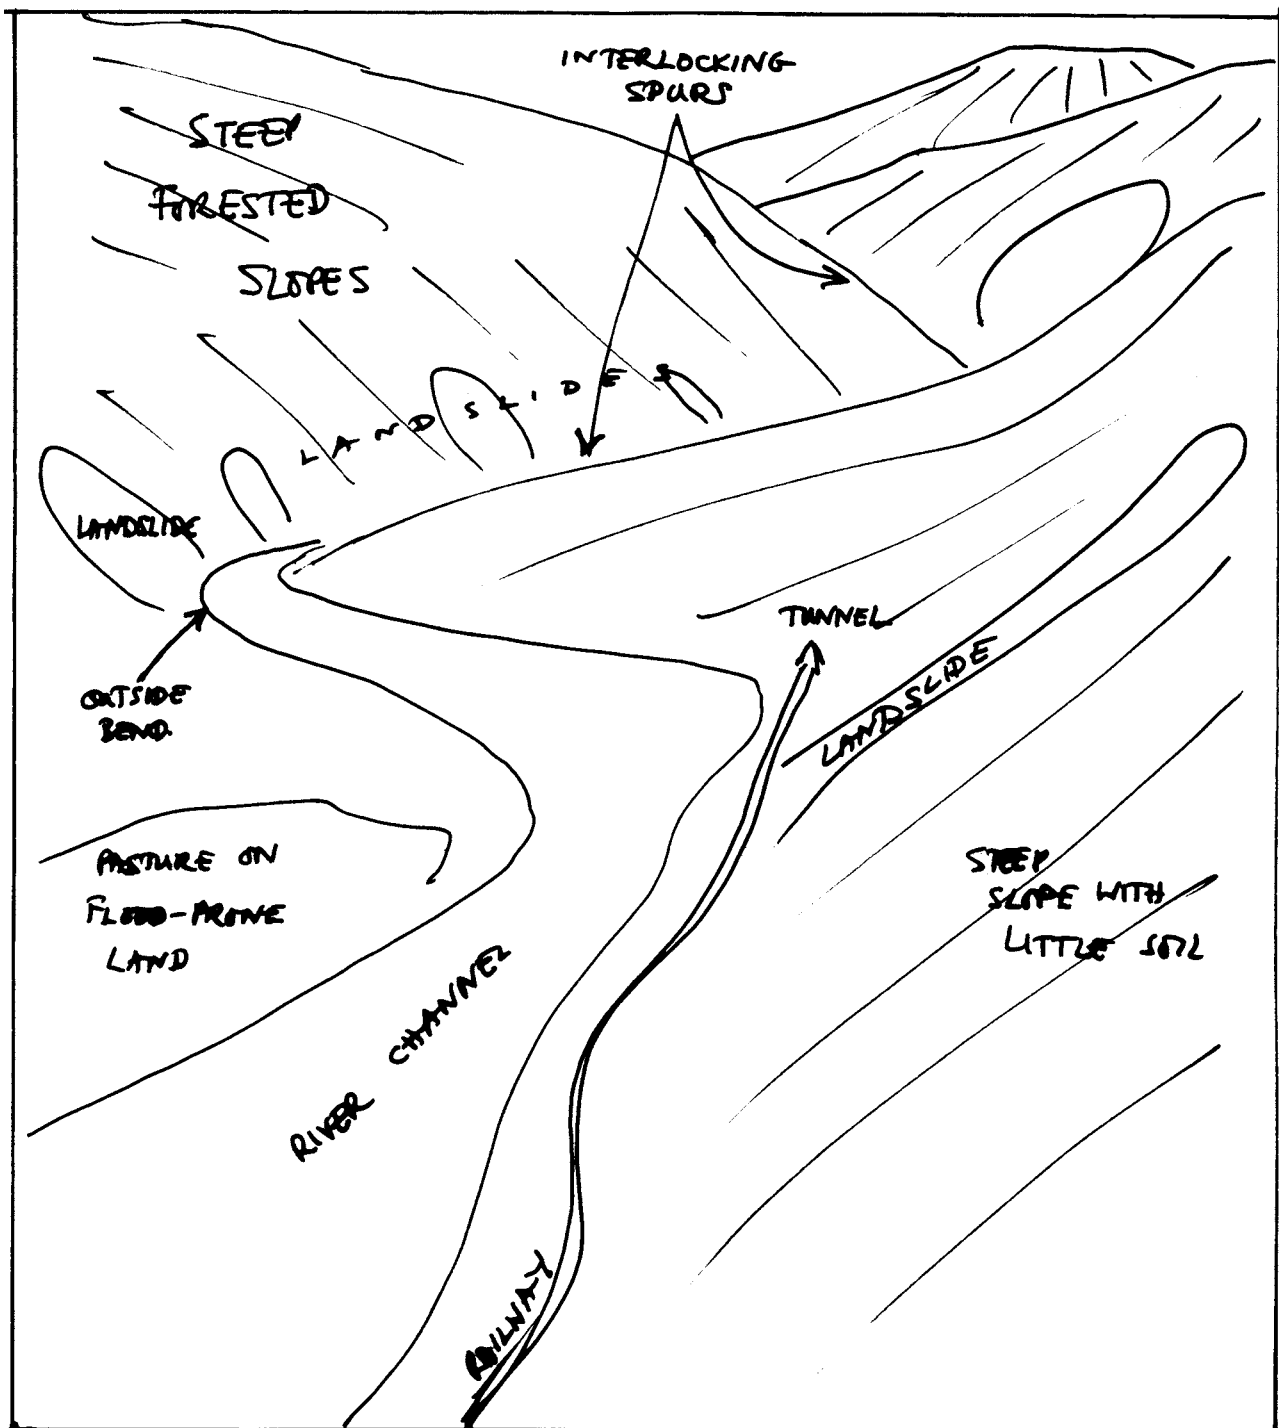 INTERLOCKING
SPURS
STEEP
FORESTED
SLOPES
LANDSLIDES
LANDSLIDE
OUTSIDE
BEND.
TUNNEL
LANDSLIDE
PASTURE ON
FLOOD-PRONE
LAND
STEEP
SLOPE WITH
LITTLE SOIL
RIVER CHANNEL
RAILWAY